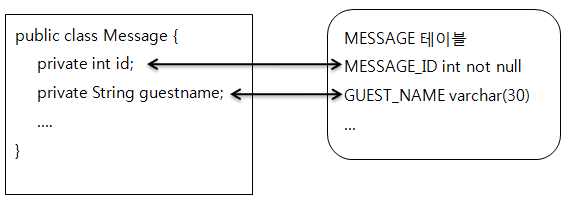 public class Message {
private int id;
private String guestname;
....
}
MESSAGE 테이블
MESSAGE_ID int not null
GUEST_NAME varchar(30)
...